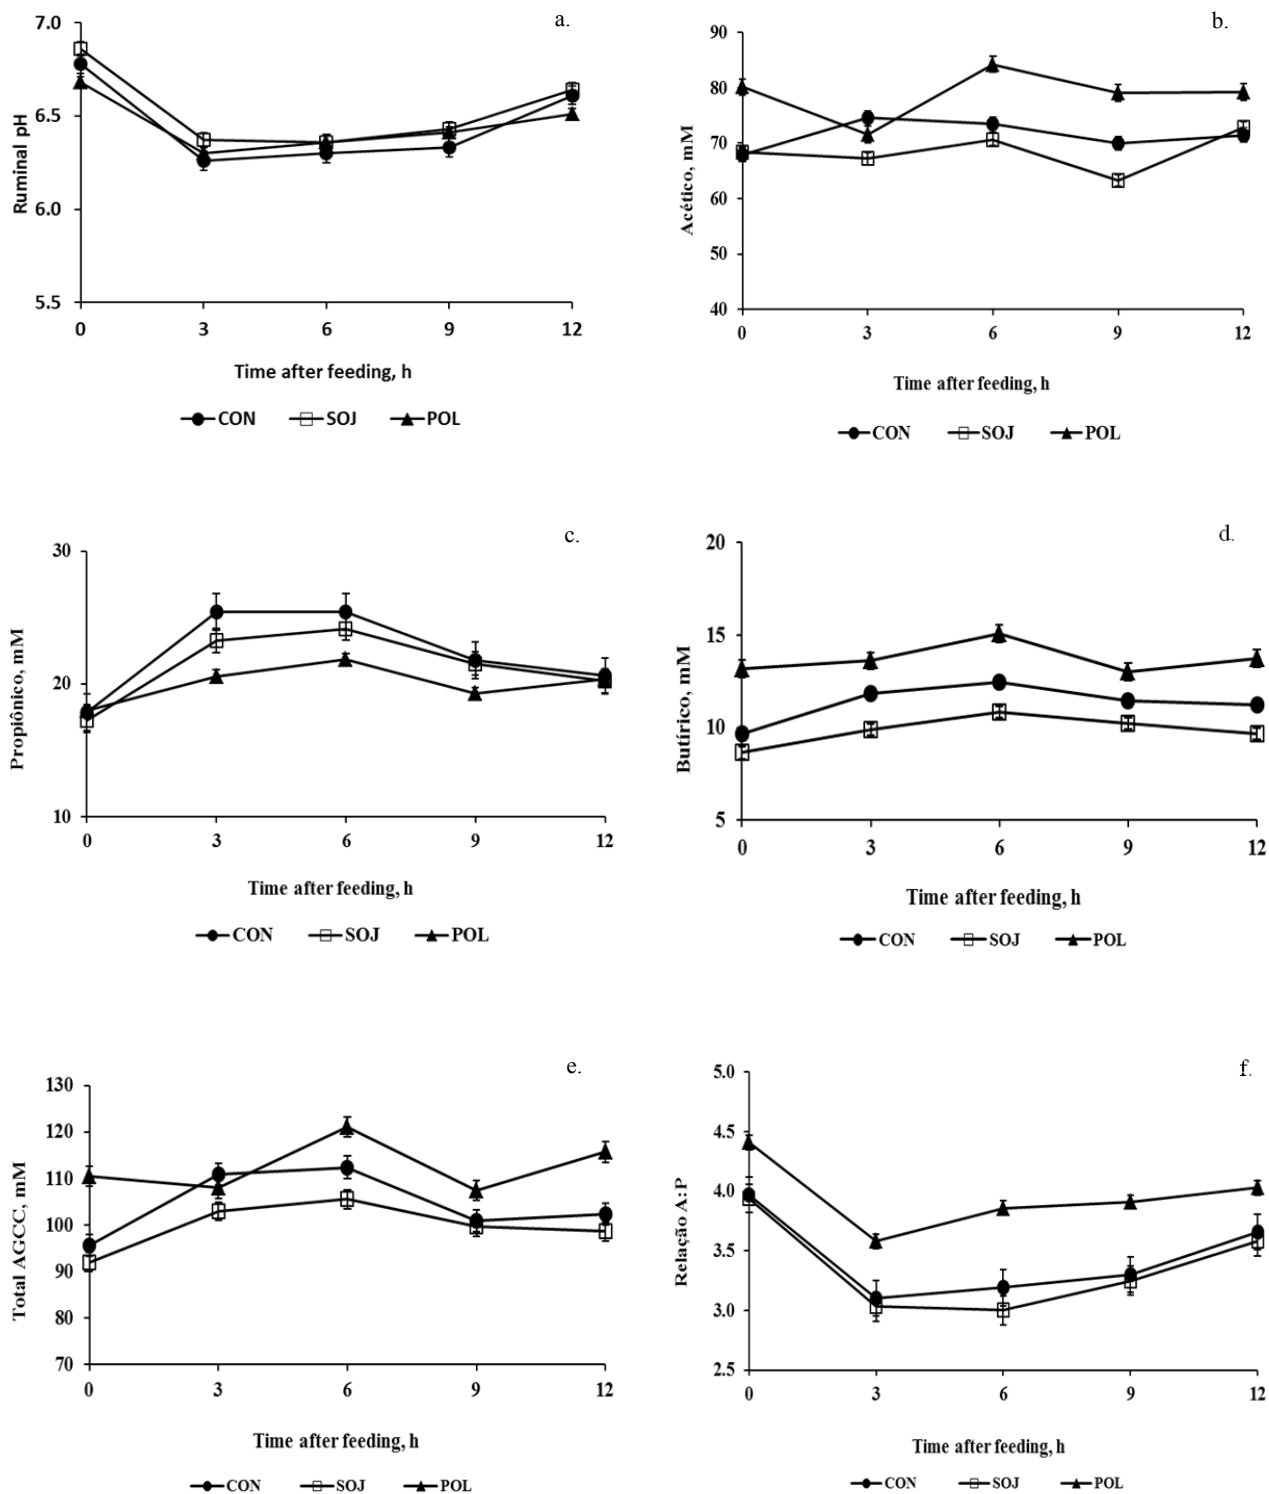 a.
7.0
6.5
6.0
5.5
Ruminal pH
0 3 6 9 12
Time after feeding, h
CON SOJ POL
b.
90
80
70
60
50
40
Acético, mM
0 3 6 9 12
Time after feeding, h
CON SOJ POL
c.
30
20
10
Propiônico, mM
0 3 6 9 12
Time after feeding, h
CON SOJ POL
d.
20
15
10
5
Butírico, mM
0 3 6 9 12
Time after feeding, h
CON SOJ POL
e.
130
120
110
100
90
80
70
Total AGCC, mM
0 3 6 9 12
Time after feeding, h
CON SOJ POL
f.
5.0
4.5
4.0
3.5
3.0
2.5
Relação A:P
0 3 6 9 12
Time after feeding, h
CON SOJ POL